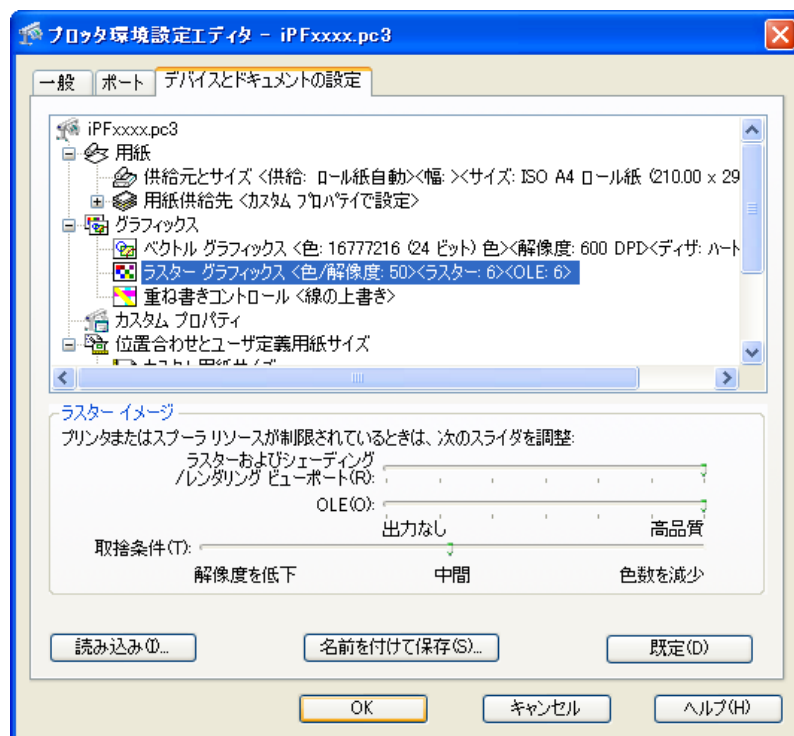 プロッタ環境設定エディタ - iPFxxxx.pc3
一般 ポート デバイスとドキュメントの設定
iPFxxxx.pc3
用紙
供給元とサイズ <供給: ロール紙自動><幅: ><サイズ: ISO A4 ロール紙 (210.00 x 29
用紙供給先 <カスタム プロパティで設定>
グラフィックス
ベクトル グラフィックス <色: 16777216 (24 ビット) 色><解像度: 600 DPI><ディザ: ハート
ラスター グラフィックス <色/解像度: 50><ラスター: 6><OLE: 6>
重ね書きコントロール <線の上書き>
カスタム プロパティ
位置合わせとユーザ定義用紙サイズ
カスタム用紙サイズ
ラスター イメージ
プリンタまたはスプーラ リソースが制限されているときは、次のスライダを調整:
ラスターおよびシェーディング
/レンダリング ビューポート(R):
OLE(O):
出力なし 高品質
取捨条件(T):
解像度を低下 中間 色数を減少
読み込み(I)... 名前を付けて保存(S)... 既定(D)
OK キャンセル ヘルプ(H)